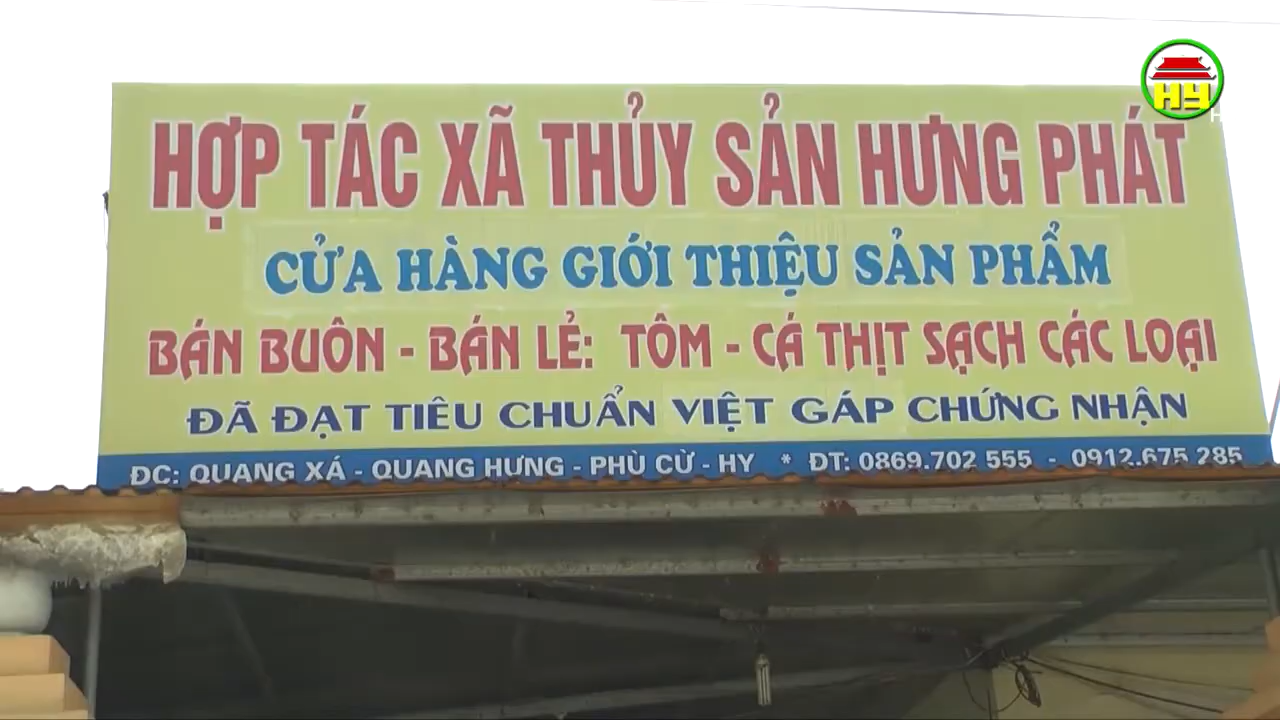 HY
HỢP TÁC XÃ THỦY SẢN HƯNG PHÁT
CỬA HÀNG GIỚI THIỆU SẢN PHẨM
BÁN BUÔN - BÁN LẺ: TÔM - CÁ THỊT SẠCH CÁC LOẠI
ĐÃ ĐẠT TIÊU CHUẨN VIỆT GÁP CHỨNG NHẬN
ĐC: QUANG XÁ - QUANG HƯNG - PHÙ CỪ - HY * ĐT: 0869.702 555 - 0912.675 285